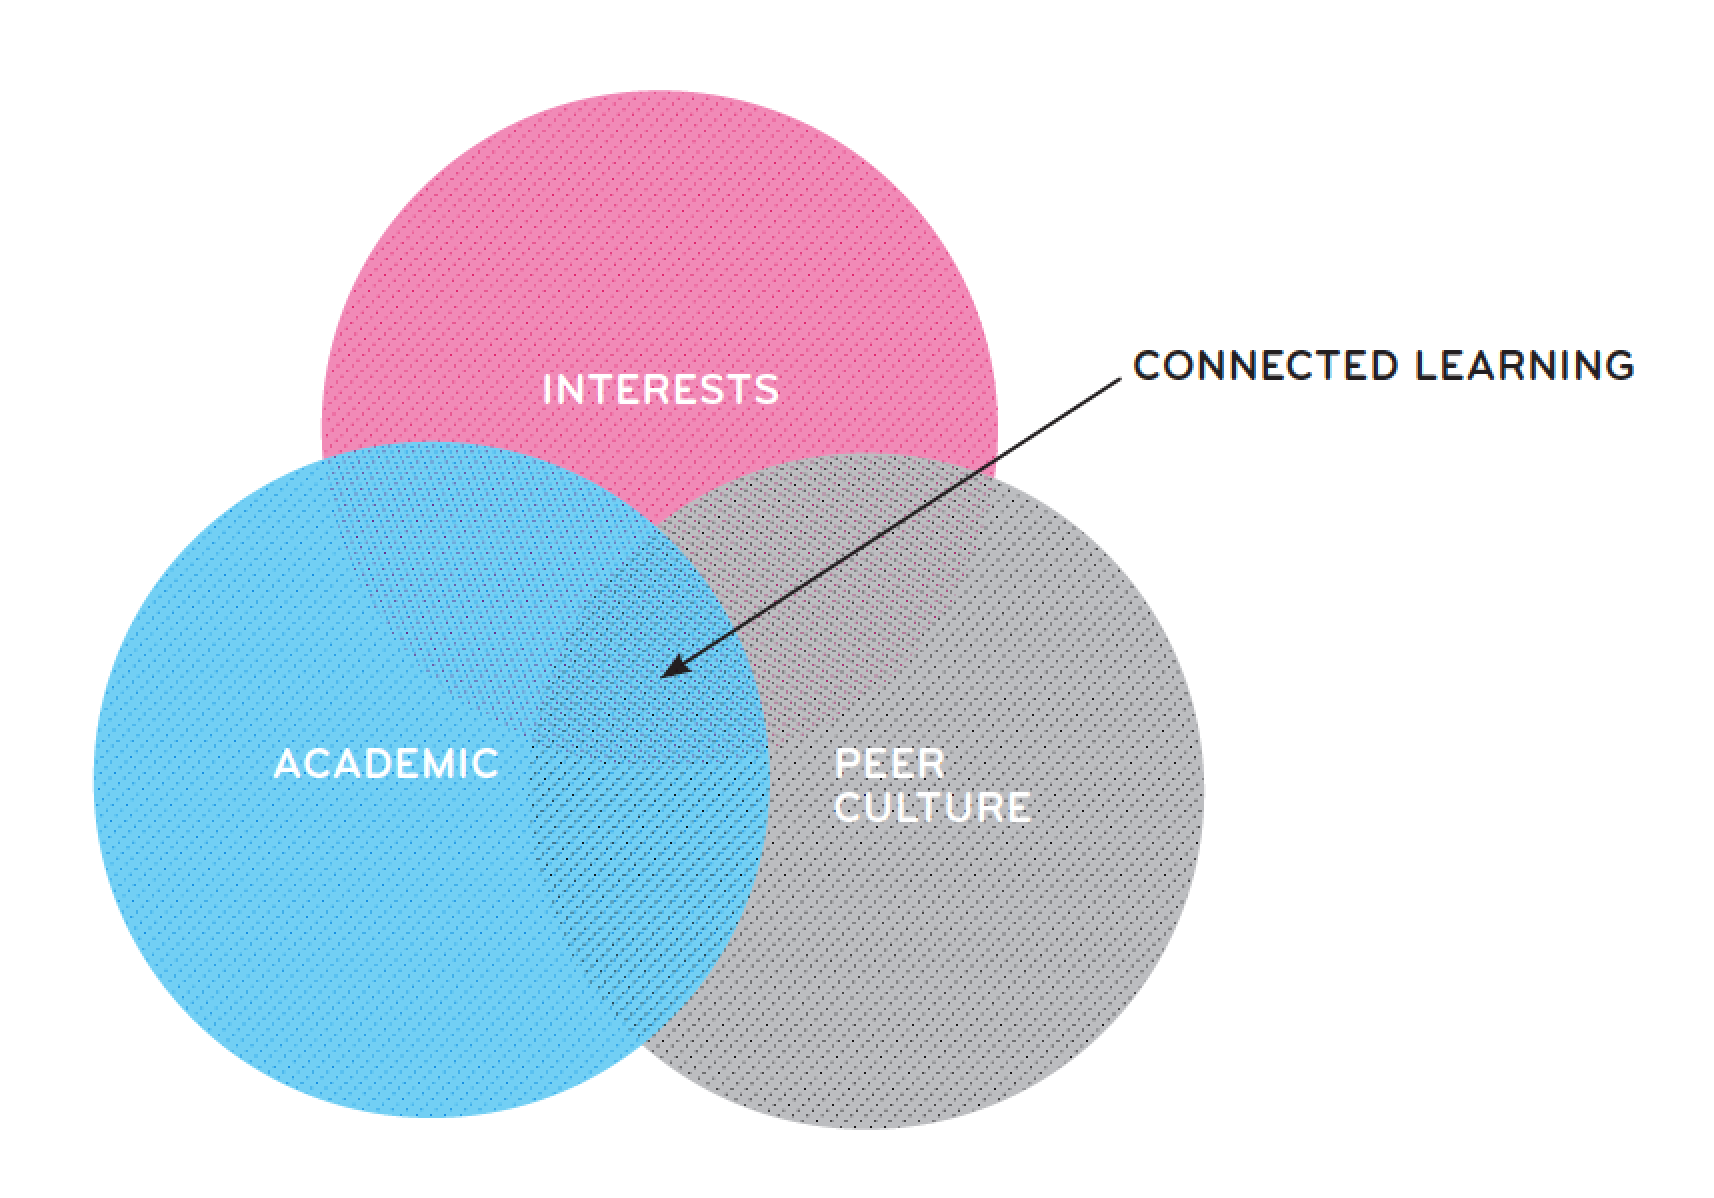 INTERESTS
CONNECTED LEARNING
ACADEMIC
PEER
CULTURE